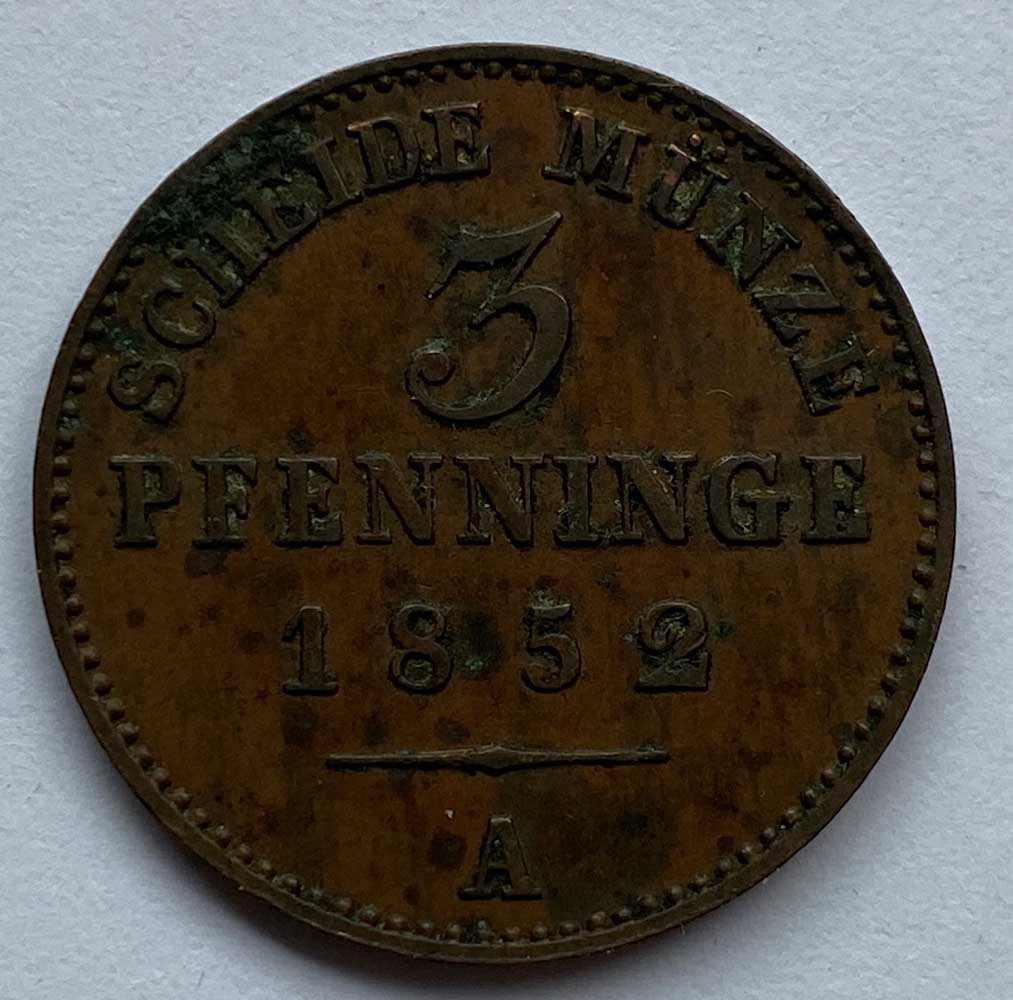 SCHEIDE MÜNZE
3
PFENNINGE
1852
A